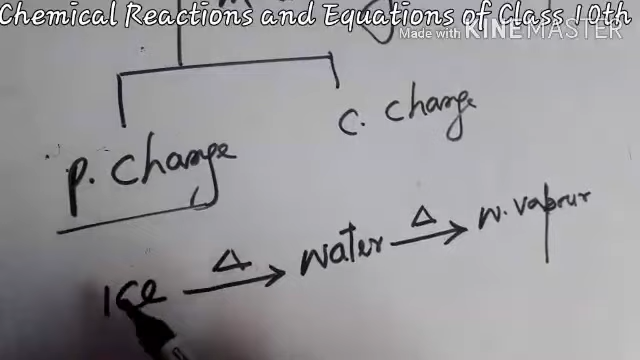 Chemical Reactions and Equations of Class 10th
Made with KINEMASTER
C. Change
P. Change
Ice Δ → Water Δ → W. Vapour